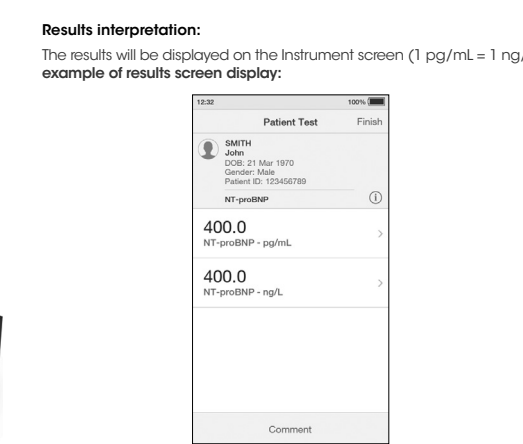 Results interpretation:
The results will be displayed on the Instrument screen (1 pg/mL = 1 ng/
example of results screen display:
12:32 100%
Patient Test Finish
SMITH
John
DOB: 21 Mar 1970
Gender: Male
Patient ID: 123456789
NT-proBNP
400.0
NT-proBNP - pg/mL
400.0
NT-proBNP - ng/L
Comment